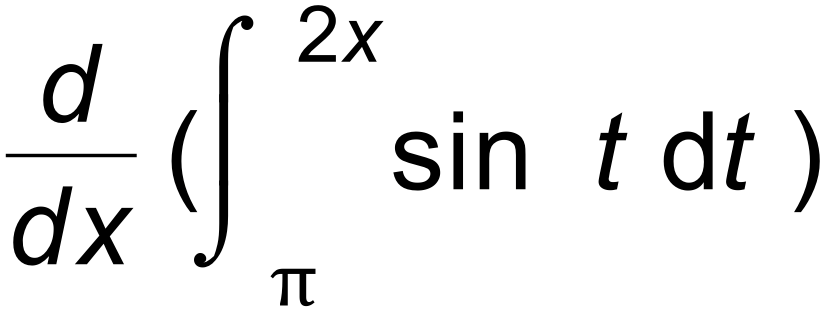 d/dx (∫_π^{2x} sin t dt )